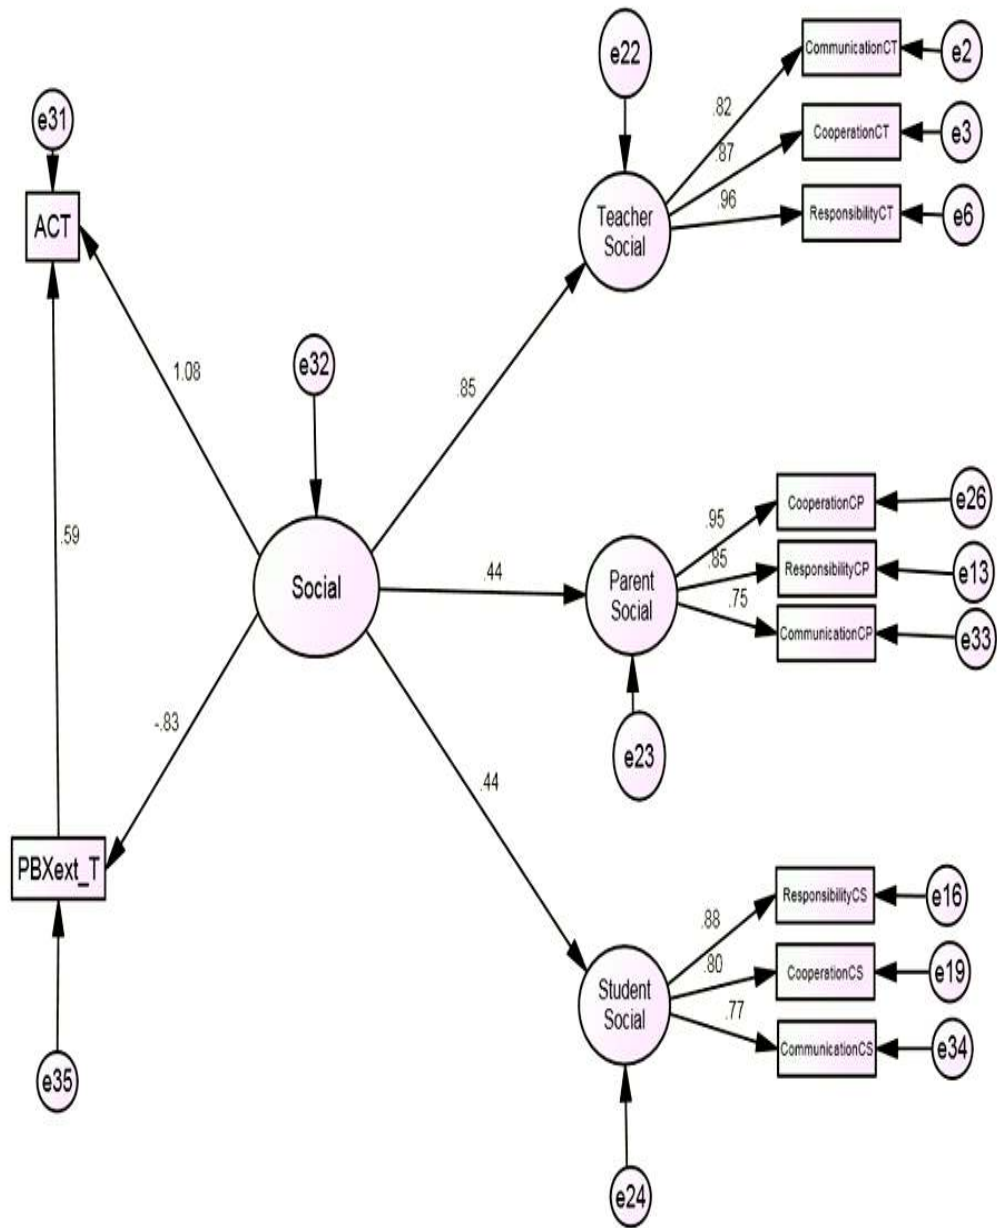 e22
CommunicationCT
e2
.82
e31
CooperationCT
e3
.87
ACT
Teacher
Social
.96
ResponsibilityCT
e6
e32
1.08
.85
CooperationCP
e26
.95
.59
Social
.44
Parent
Social
.85
ResponsibilityCP
e13
.75
CommunicationCP
e33
-.83
e23
.44
PBXext_T
ResponsibilityCS
e16
.88
.80
CooperationCS
e19
Student
Social
.77
CommunicationCS
e34
e35
e24